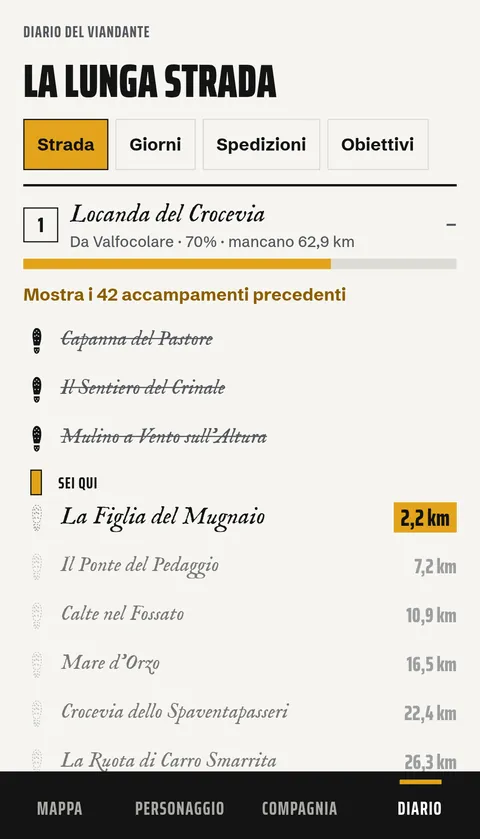 DIARIO DEL VIANDANTE
LA LUNGA STRADA
Strada Giorni Spedizioni Obiettivi
1 Locanda del Crocevia –
Da Valfocolare · 70% · mancano 62,9 km
Mostra i 42 accampamenti precedenti
Capanna del Pastore
Il Sentiero del Crinale
Mulino a Vento sull’Altura
SEI QUI
La Figlia del Mugnaio 2,2 km
Il Ponte del Pedaggio 7,2 km
Calte nel Fossato 10,9 km
Mare d’Orzo 16,5 km
Crocevia dello Spaventapasseri 22,4 km
La Ruota di Carro Smarrita 26,3 km
MAPPA PERSONAGGIO COMPAGNIA DIARIO